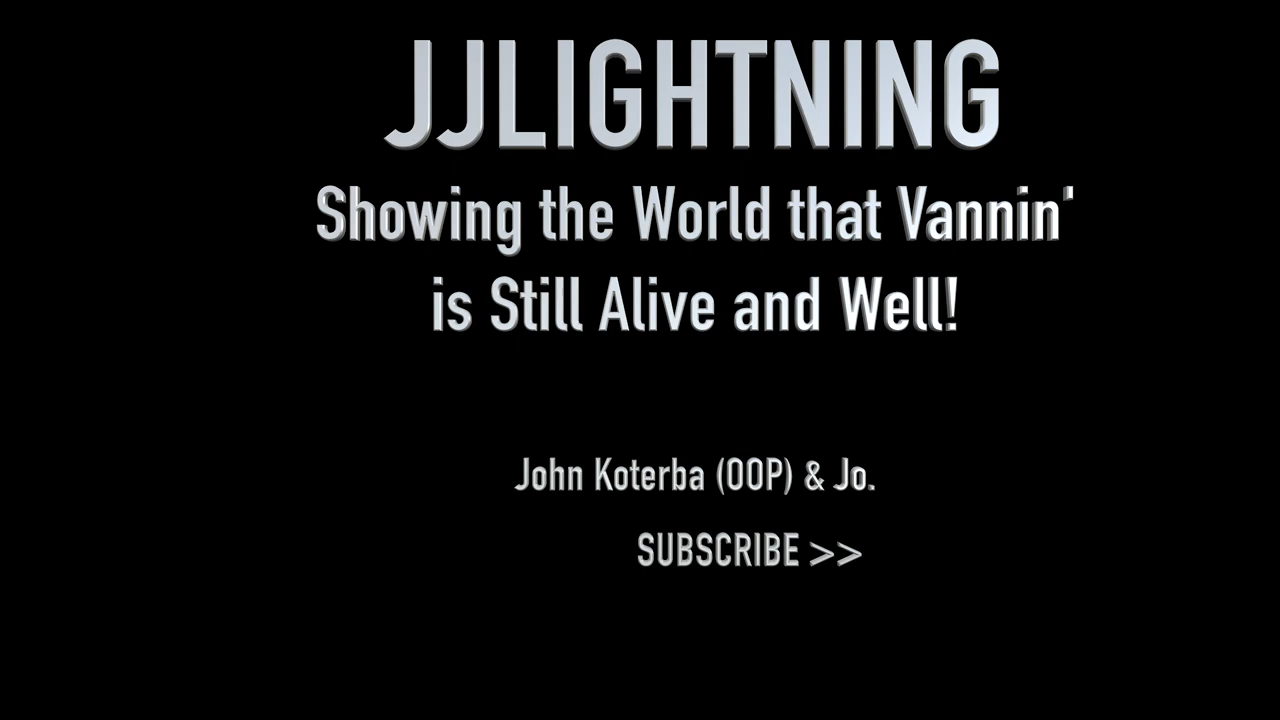 JJLIGHTNING
Showing the World that Vannin'
is Still Alive and Well!
John Koterba (OOP) & Jo.
SUBSCRIBE >>